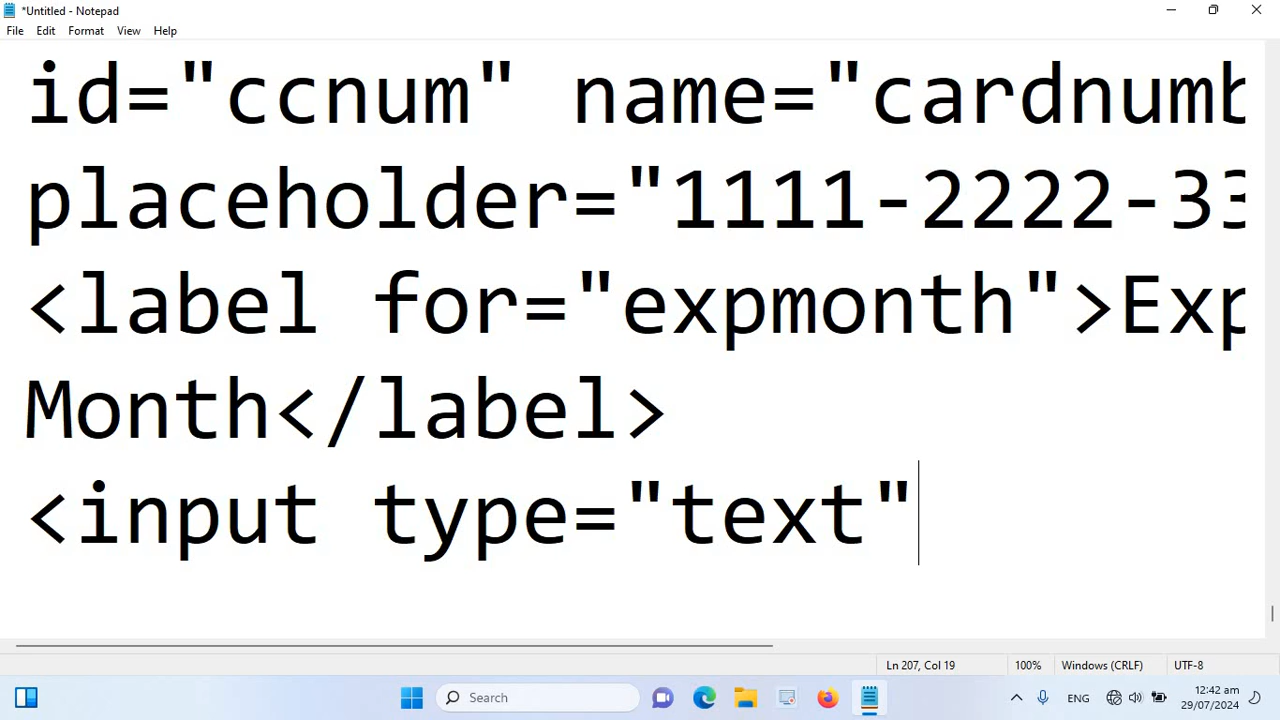 *Untitled - Notepad
File Edit Format View Help
id="ccnum" name="cardnumb
placeholder="1111-2222-33
<label for="expmonth">Exp
Month</label>
<input type="text"
Ln 207, Col 19 100% Windows (CRLF) UTF-8
Search ENG 12:42 am
29/07/2024